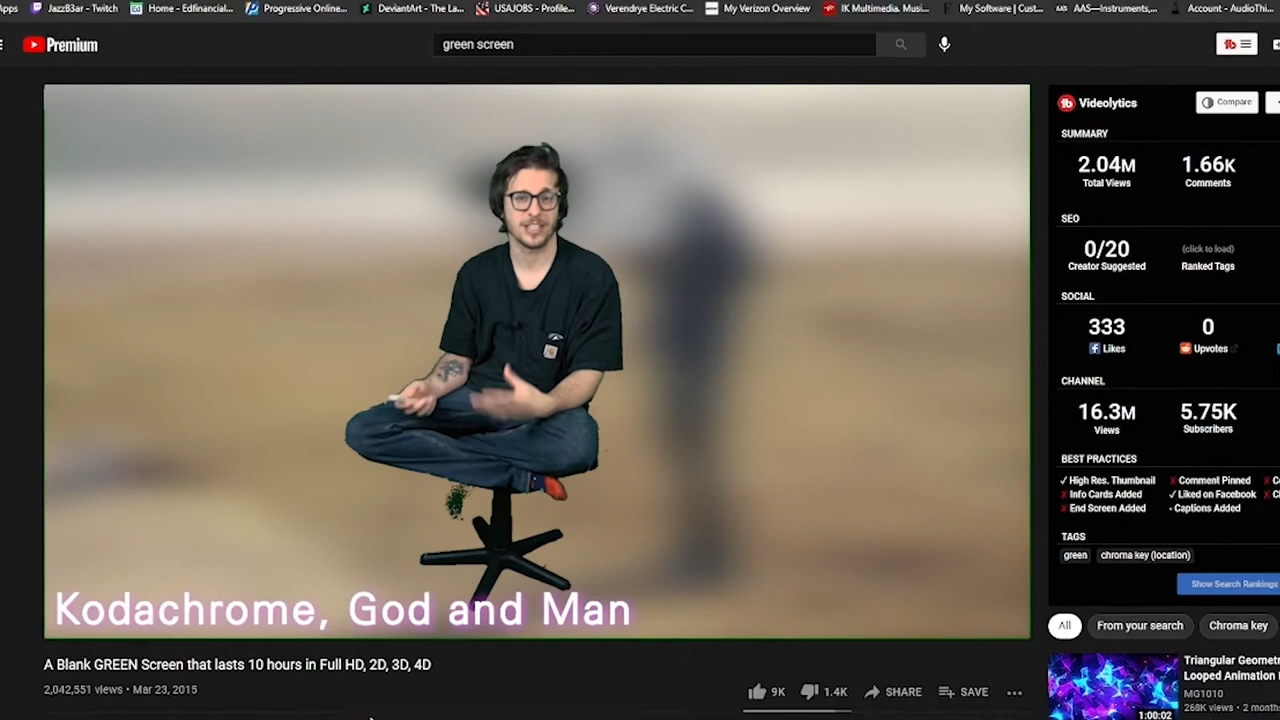 Apps Jazz83ar - Twitch Home - Edfinancial... Progressive Online... DeviantArt - The La... USAJOBS - Profile... Verendrye Electric C... My Verizon Overview IK Multimedia. Musi... My Software | Cust... AAS—Instruments,... Account - AudioThi...
Premium
green screen
Videolytics
Compare
SUMMARY
2.04M 1.66K
Total Views Comments
SEO
0/20 (click to load)
Creator Suggested Ranked Tags
SOCIAL
333 0
Likes Upvotes
CHANNEL
16.3M 5.75K
Views Subscribers
BEST PRACTICES
✓ High Res. Thumbnail ✗ Comment Pinned
✗ Info Cards Added ✓ Liked on Facebook
✗ End Screen Added - Captions Added
TAGS
green chroma key (location)
Show Search Rankings
Kodachrome, God and Man
All From your search Chroma key
A Blank GREEN Screen that lasts 10 hours in Full HD, 2D, 3D, 4D
2,042,551 views • Mar 23, 2015
9K 1.4K SHARE SAVE
Triangular Geomet
Looped Animation
MG1010
268K views • 2 month
1:00:02